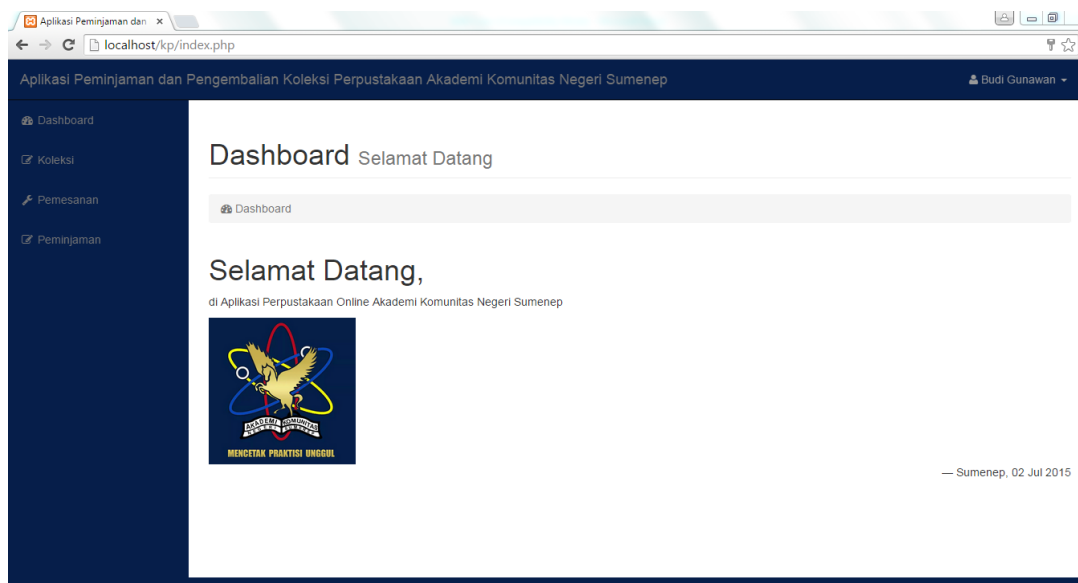 Aplikasi Peminjaman dan
localhost/kp/index.php
Aplikasi Peminjaman dan Pengembalian Koleksi Perpustakaan Akademi Komunitas Negeri Sumenep
Budi Gunawan
Dashboard
Koleksi
Pemesanan
Peminjaman
Dashboard Selamat Datang
Dashboard
Selamat Datang,
di Aplikasi Perpustakaan Online Akademi Komunitas Negeri Sumenep
AKADEMI KOMUNITAS
NEGERI SUMENEP
MENCETAK PRAKTISI UNGGUL
— Sumenep, 02 Jul 2015